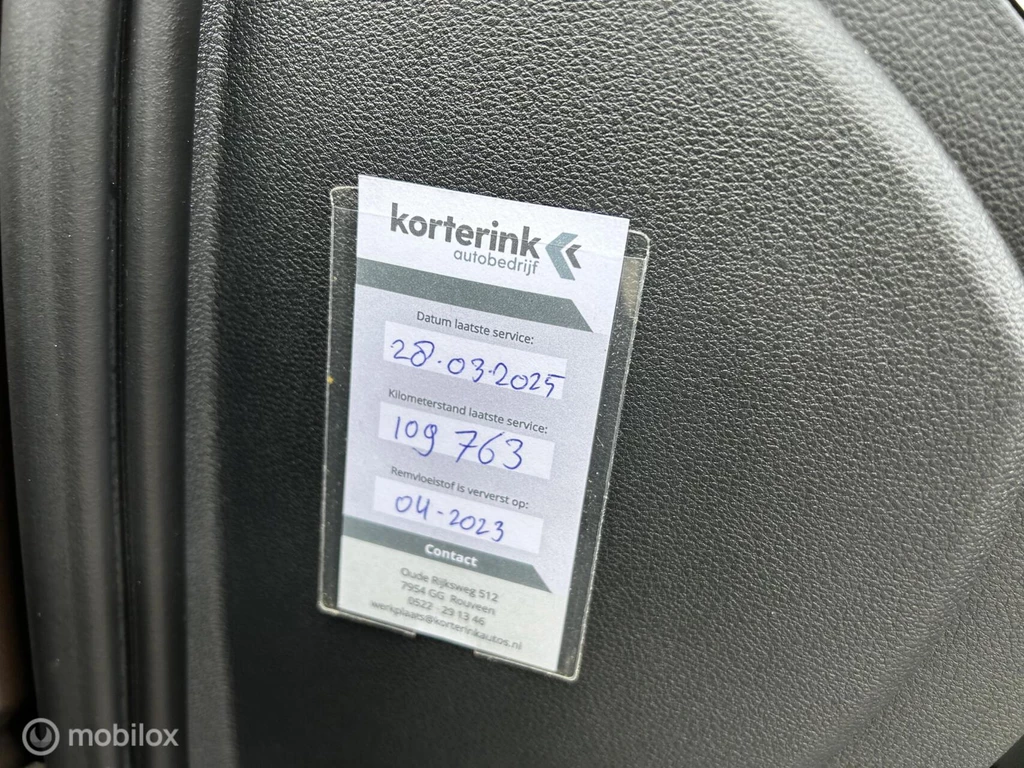 korterink
autobedrijf
Datum laatste service:
28.03.2025
Kilometerstand laatste service:
109 763
Remvloeistof is ververst op:
04-2023
Contact
Oude Rijksweg 512
7954 GG Rouveen
0522 - 29 13 46
werkplaats@korterinkautos.nl
mobilox